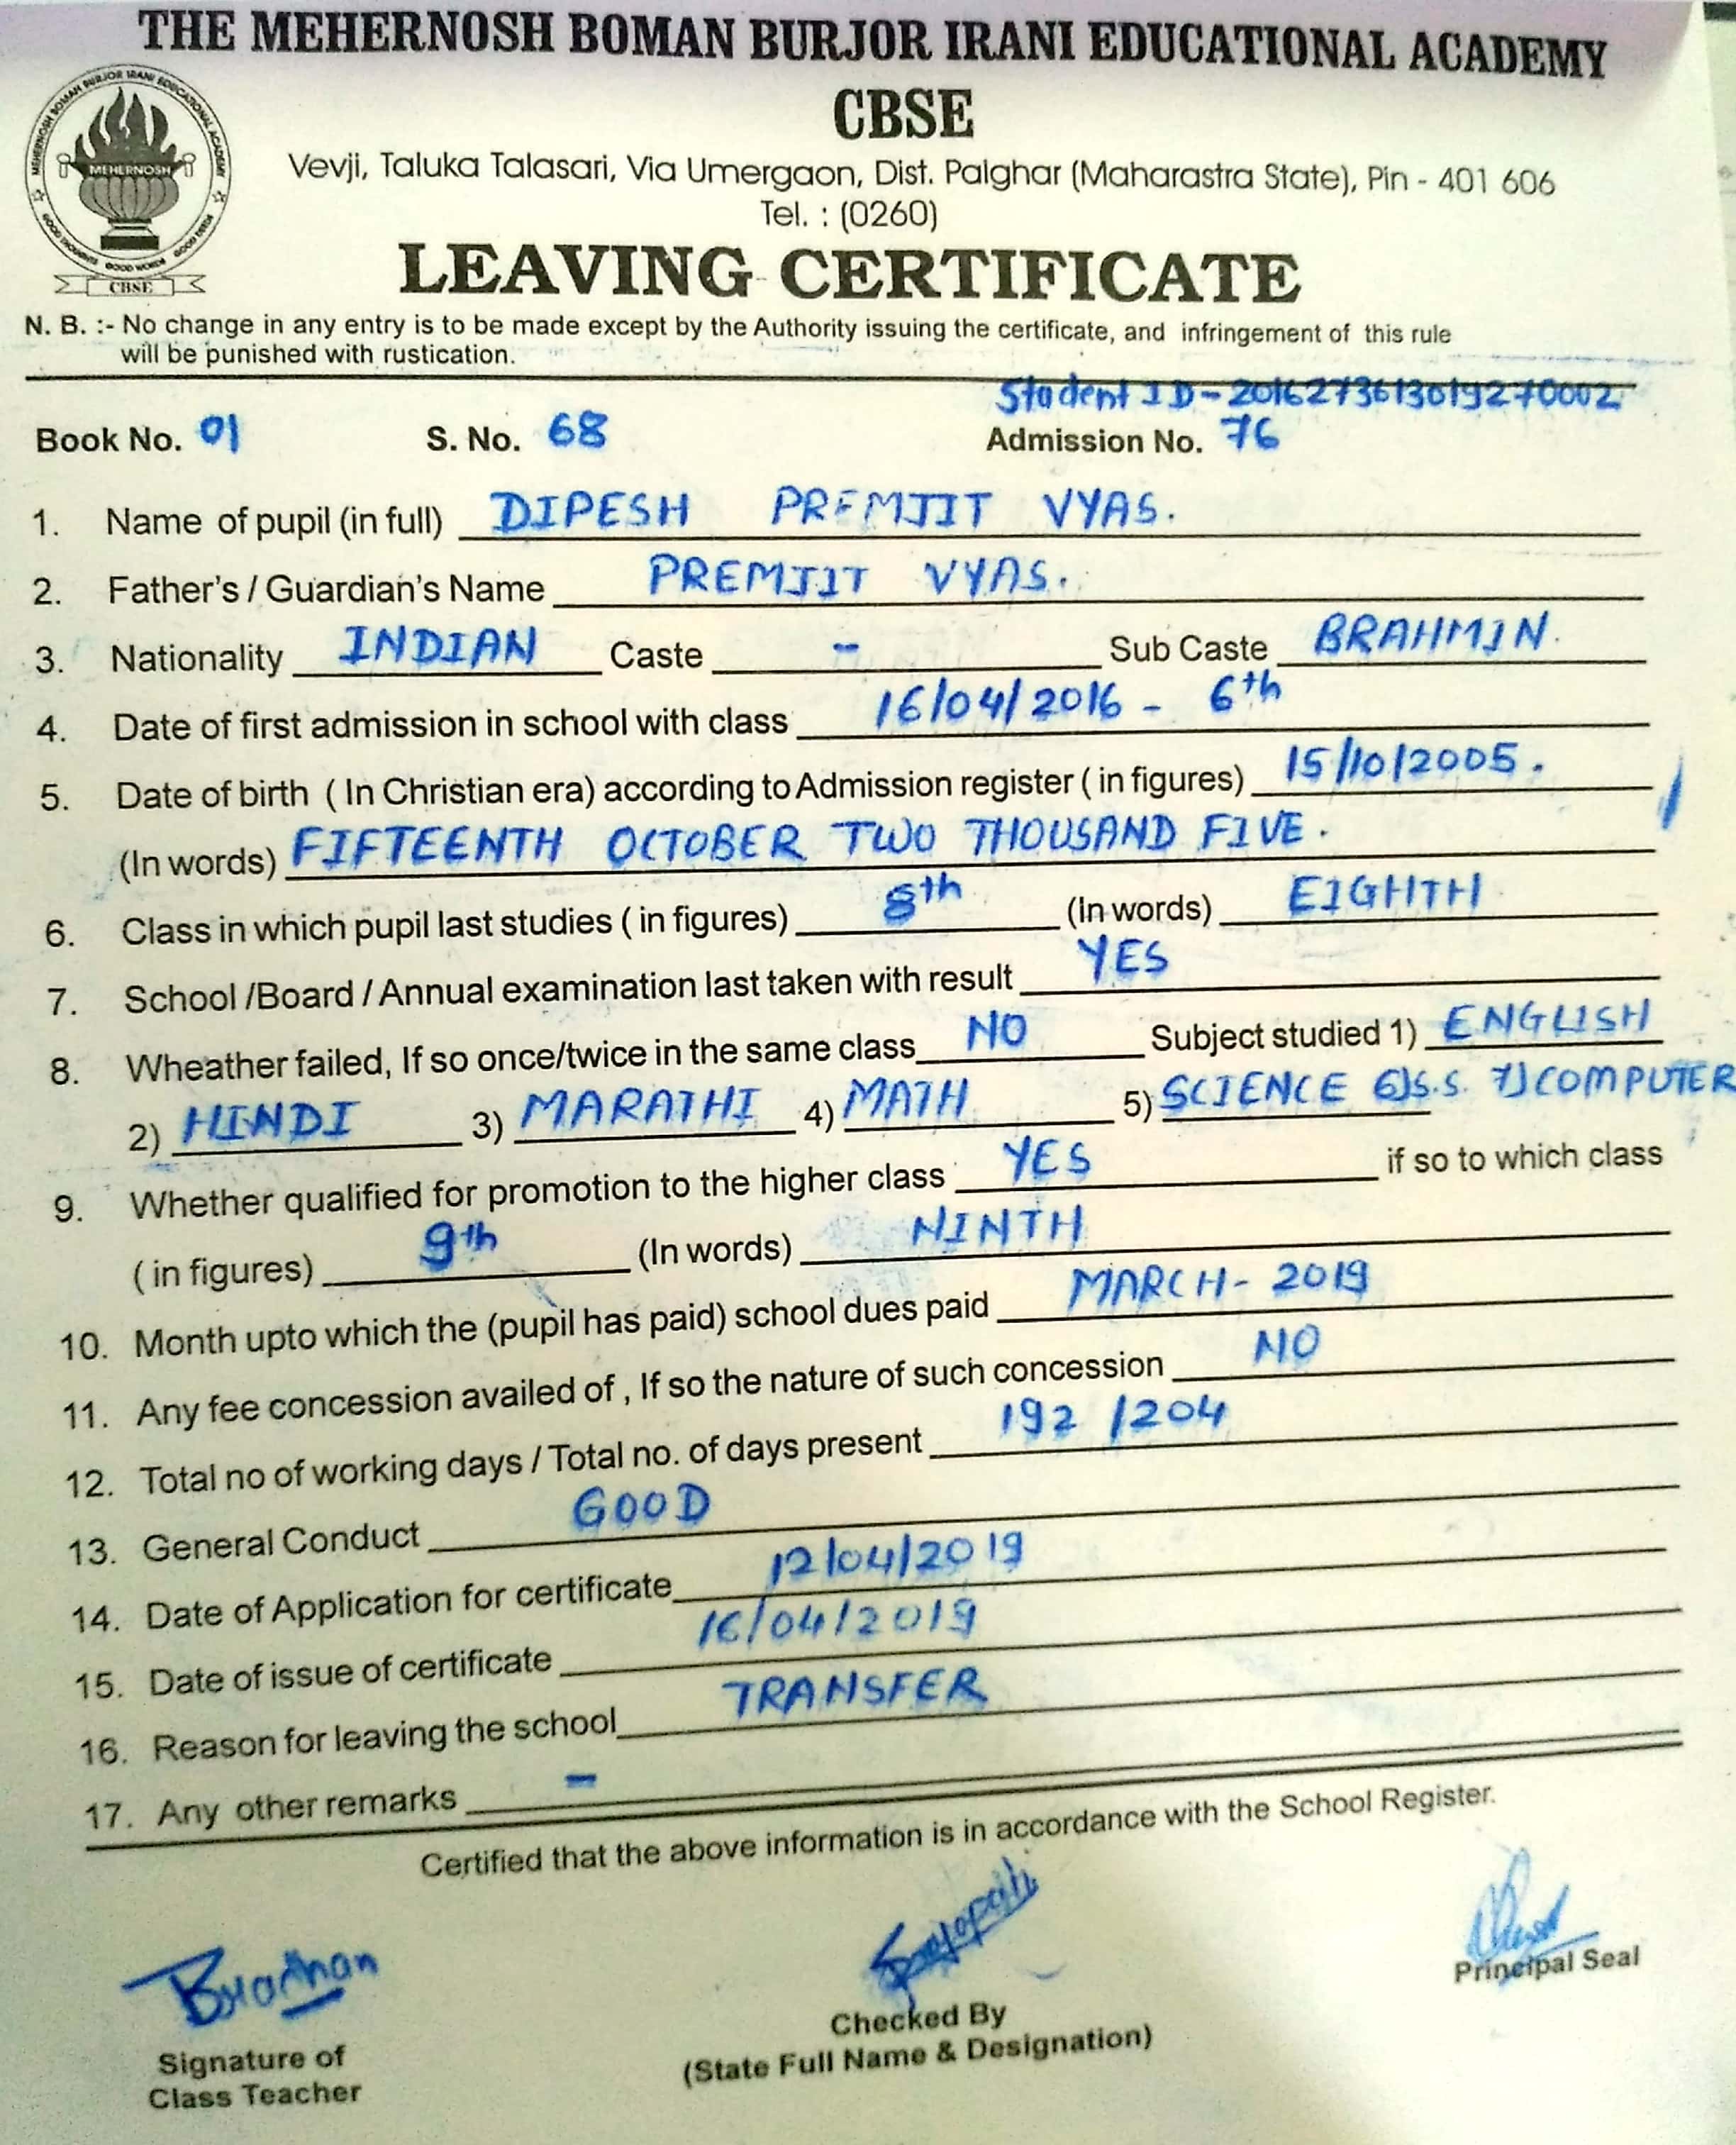 THE MEHERNOSH BOMAN BURJOR IRANI EDUCATIONAL ACADEMY
CBSE
MEHERNOSH BOMAN BURJOR IRANI EDUCATIONAL ACADEMY
MEHERNOSH
GOOD THOUGHTS GOOD WORDS GOOD DEEDS
CBSE
Vevji, Taluka Talasari, Via Umergaon, Dist. Palghar (Maharastra State), Pin - 401 606
Tel. : (0260)
LEAVING CERTIFICATE
N. B. :- No change in any entry is to be made except by the Authority issuing the certificate, and infringement of this rule
will be punished with rustication.
Student ID - 2016273613019270002
Book No. 01 S. No. 68 Admission No. 76
1. Name of pupil (in full) DIPESH PREMJIT VYAS.
2. Father's / Guardian's Name PREMJIT VYAS.
3. Nationality INDIAN Caste - Sub Caste BRAHMIN.
4. Date of first admission in school with class 16/04/2016 - 6th
5. Date of birth ( In Christian era) according to Admission register ( in figures) 15/10/2005.
(In words) FIFTEENTH OCTOBER TWO THOUSAND FIVE.
6. Class in which pupil last studies ( in figures) 8th (In words) EIGHTH
7. School /Board / Annual examination last taken with result YES
8. Wheather failed, If so once/twice in the same class NO Subject studied 1) ENGLISH
2) HINDI 3) MARATHI 4) MATH 5) SCIENCE 6)S.S. 7)COMPUTER
9. Whether qualified for promotion to the higher class YES if so to which class
( in figures) 9th (In words) NINTH
10. Month upto which the (pupil has paid) school dues paid MARCH - 2019
11. Any fee concession availed of , If so the nature of such concession NO
12. Total no of working days / Total no. of days present 192 /204
13. General Conduct GOOD
14. Date of Application for certificate 12/04/2019
15. Date of issue of certificate 16/04/2019
16. Reason for leaving the school TRANSFER
17. Any other remarks -
Certified that the above information is in accordance with the School Register.
Signature of
Class Teacher
Checked By
(State Full Name & Designation)
Principal Seal